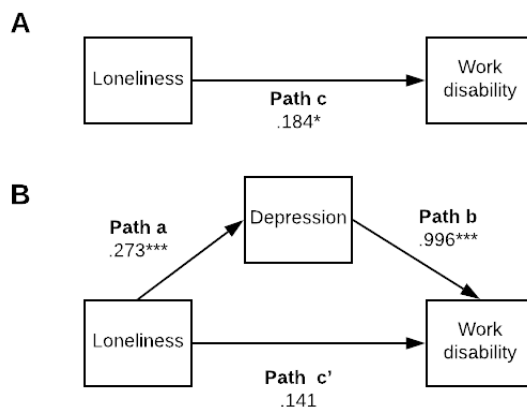 A
Loneliness
Work
disability
Path c
.184*
B
Depression
Path a
.273***
Path b
.996***
Loneliness
Work
disability
Path c’
.141